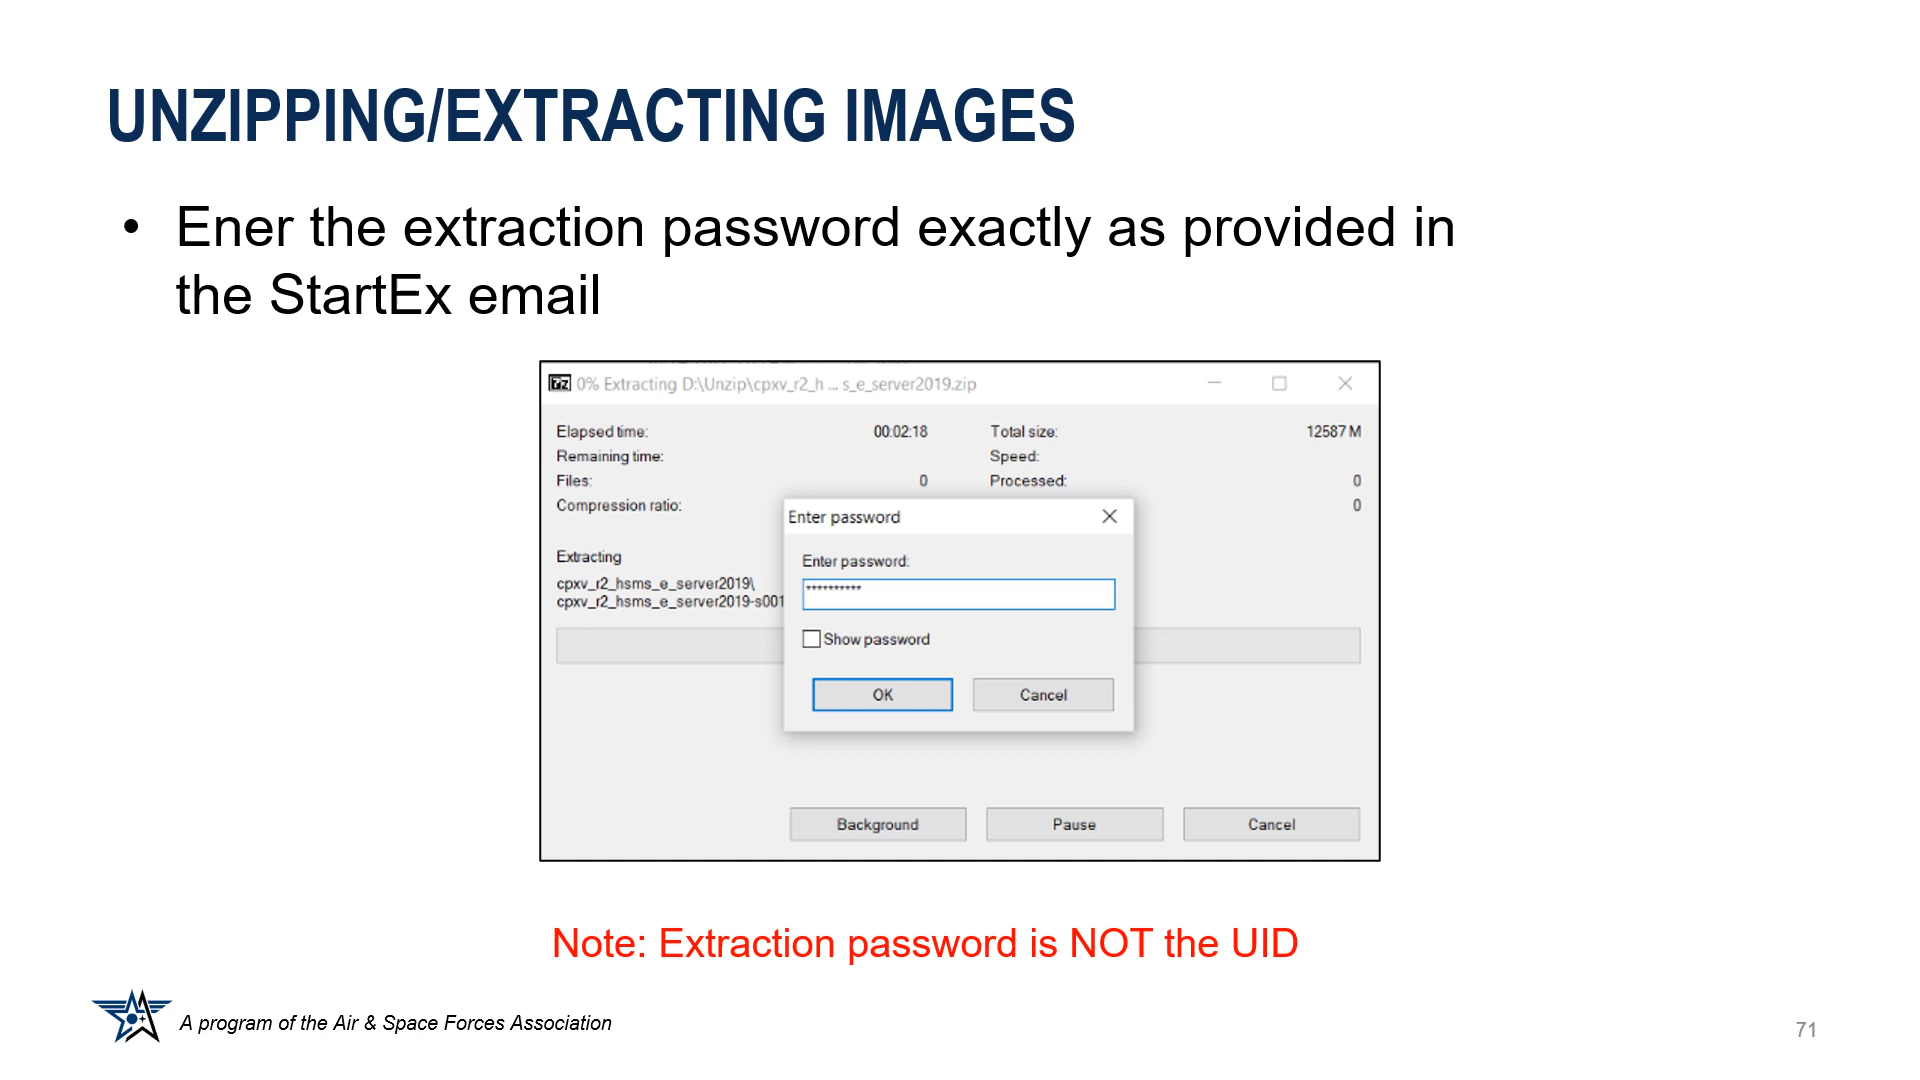 UNZIPPING/EXTRACTING IMAGES
• Ener the extraction password exactly as provided in
the StartEx email
7z 0% Extracting D:\Unzip\cpxv_r2_h ... s_e_server2019.zip
Elapsed time: 00:02:18 Total size: 12587 M
Remaining time: Speed:
Files: 0 Processed: 0
Compression ratio: 0
Enter password
Enter password:
**********
Show password
OK Cancel
Extracting
cpxv_r2_hsms_e_server2019\
cpxv_r2_hsms_e_server2019-s001
Background Pause Cancel
Note: Extraction password is NOT the UID
A program of the Air & Space Forces Association
71